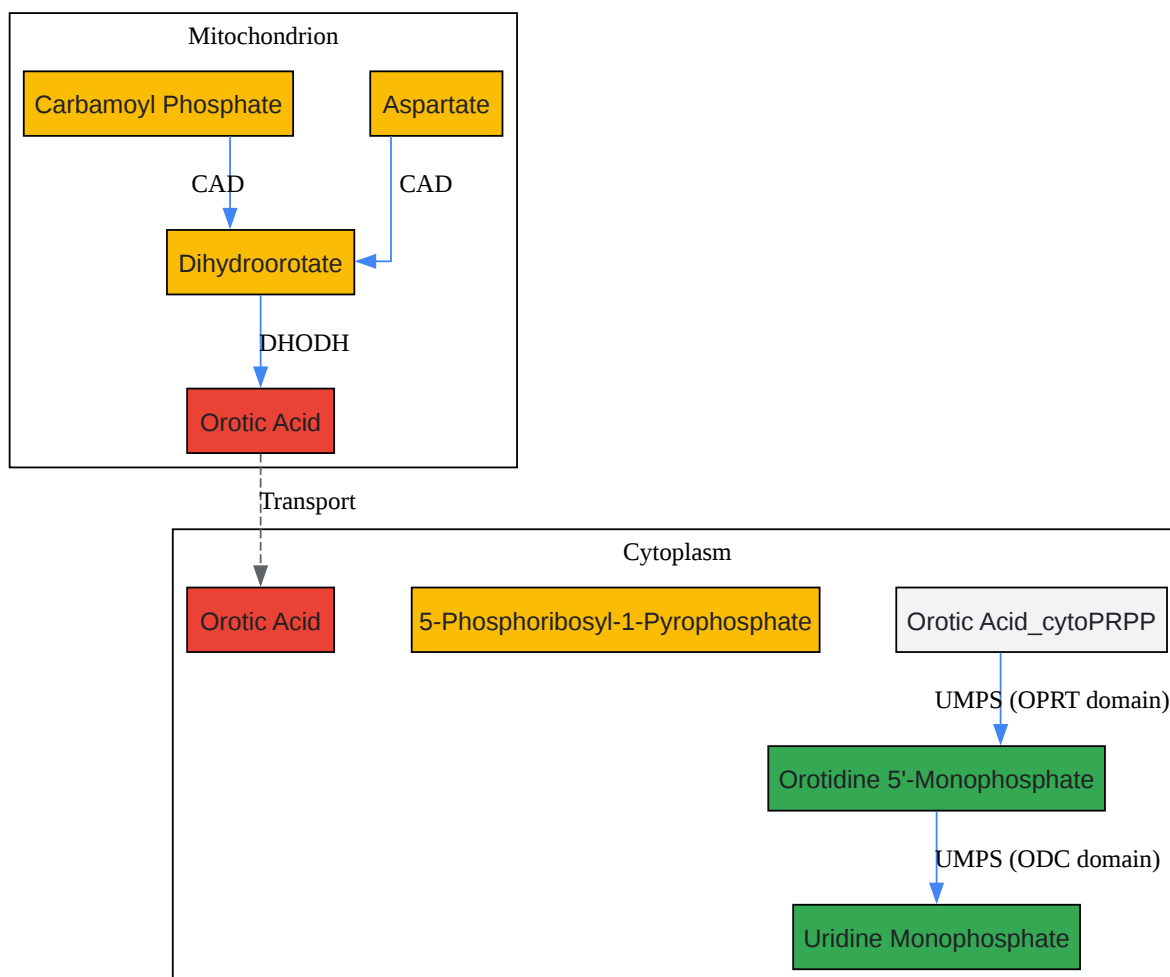 Mitochondrion
Carbamoyl Phosphate
Aspartate
CAD
CAD
Dihydroorotate
DHODH
Orotic Acid
Transport
Cytoplasm
Orotic Acid
5-Phosphoribosyl-1-Pyrophosphate
Orotic Acid_cytoPRPP
UMPS (OPRT domain)
Orotidine 5'-Monophosphate
UMPS (ODC domain)
Uridine Monophosphate